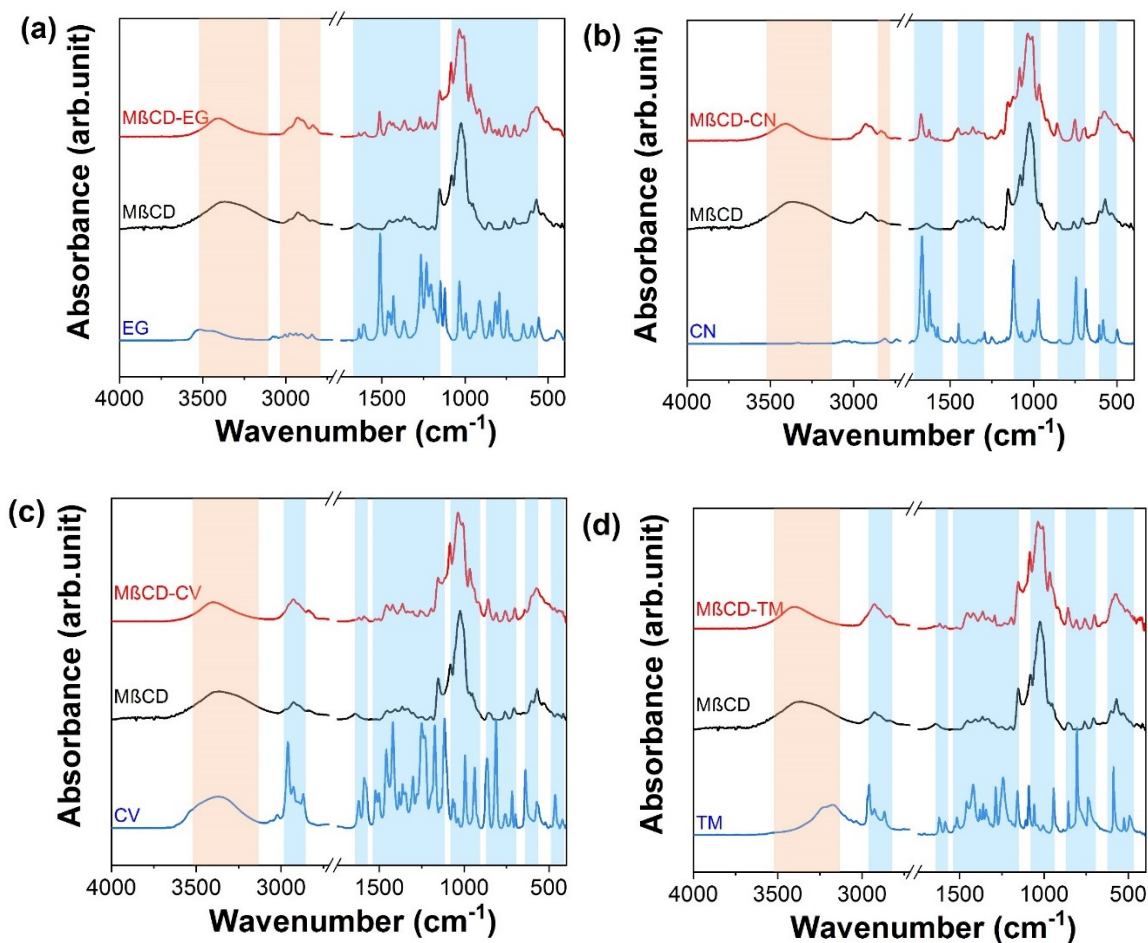 (a)
Absorbance (arb.unit)
MßCD-EG
MßCD
EG
4000 3500 3000 1500 1000 500
Wavenumber (cm-1)
(b)
Absorbance (arb.unit)
MßCD-CN
MßCD
CN
4000 3500 3000 1500 1000 500
Wavenumber (cm-1)
(c)
Absorbance (arb.unit)
MßCD-CV
MßCD
CV
4000 3500 3000 1500 1000 500
Wavenumber (cm-1)
(d)
Absorbance (arb.unit)
MßCD-TM
MßCD
TM
4000 3500 3000 1500 1000 500
Wavenumber (cm-1)